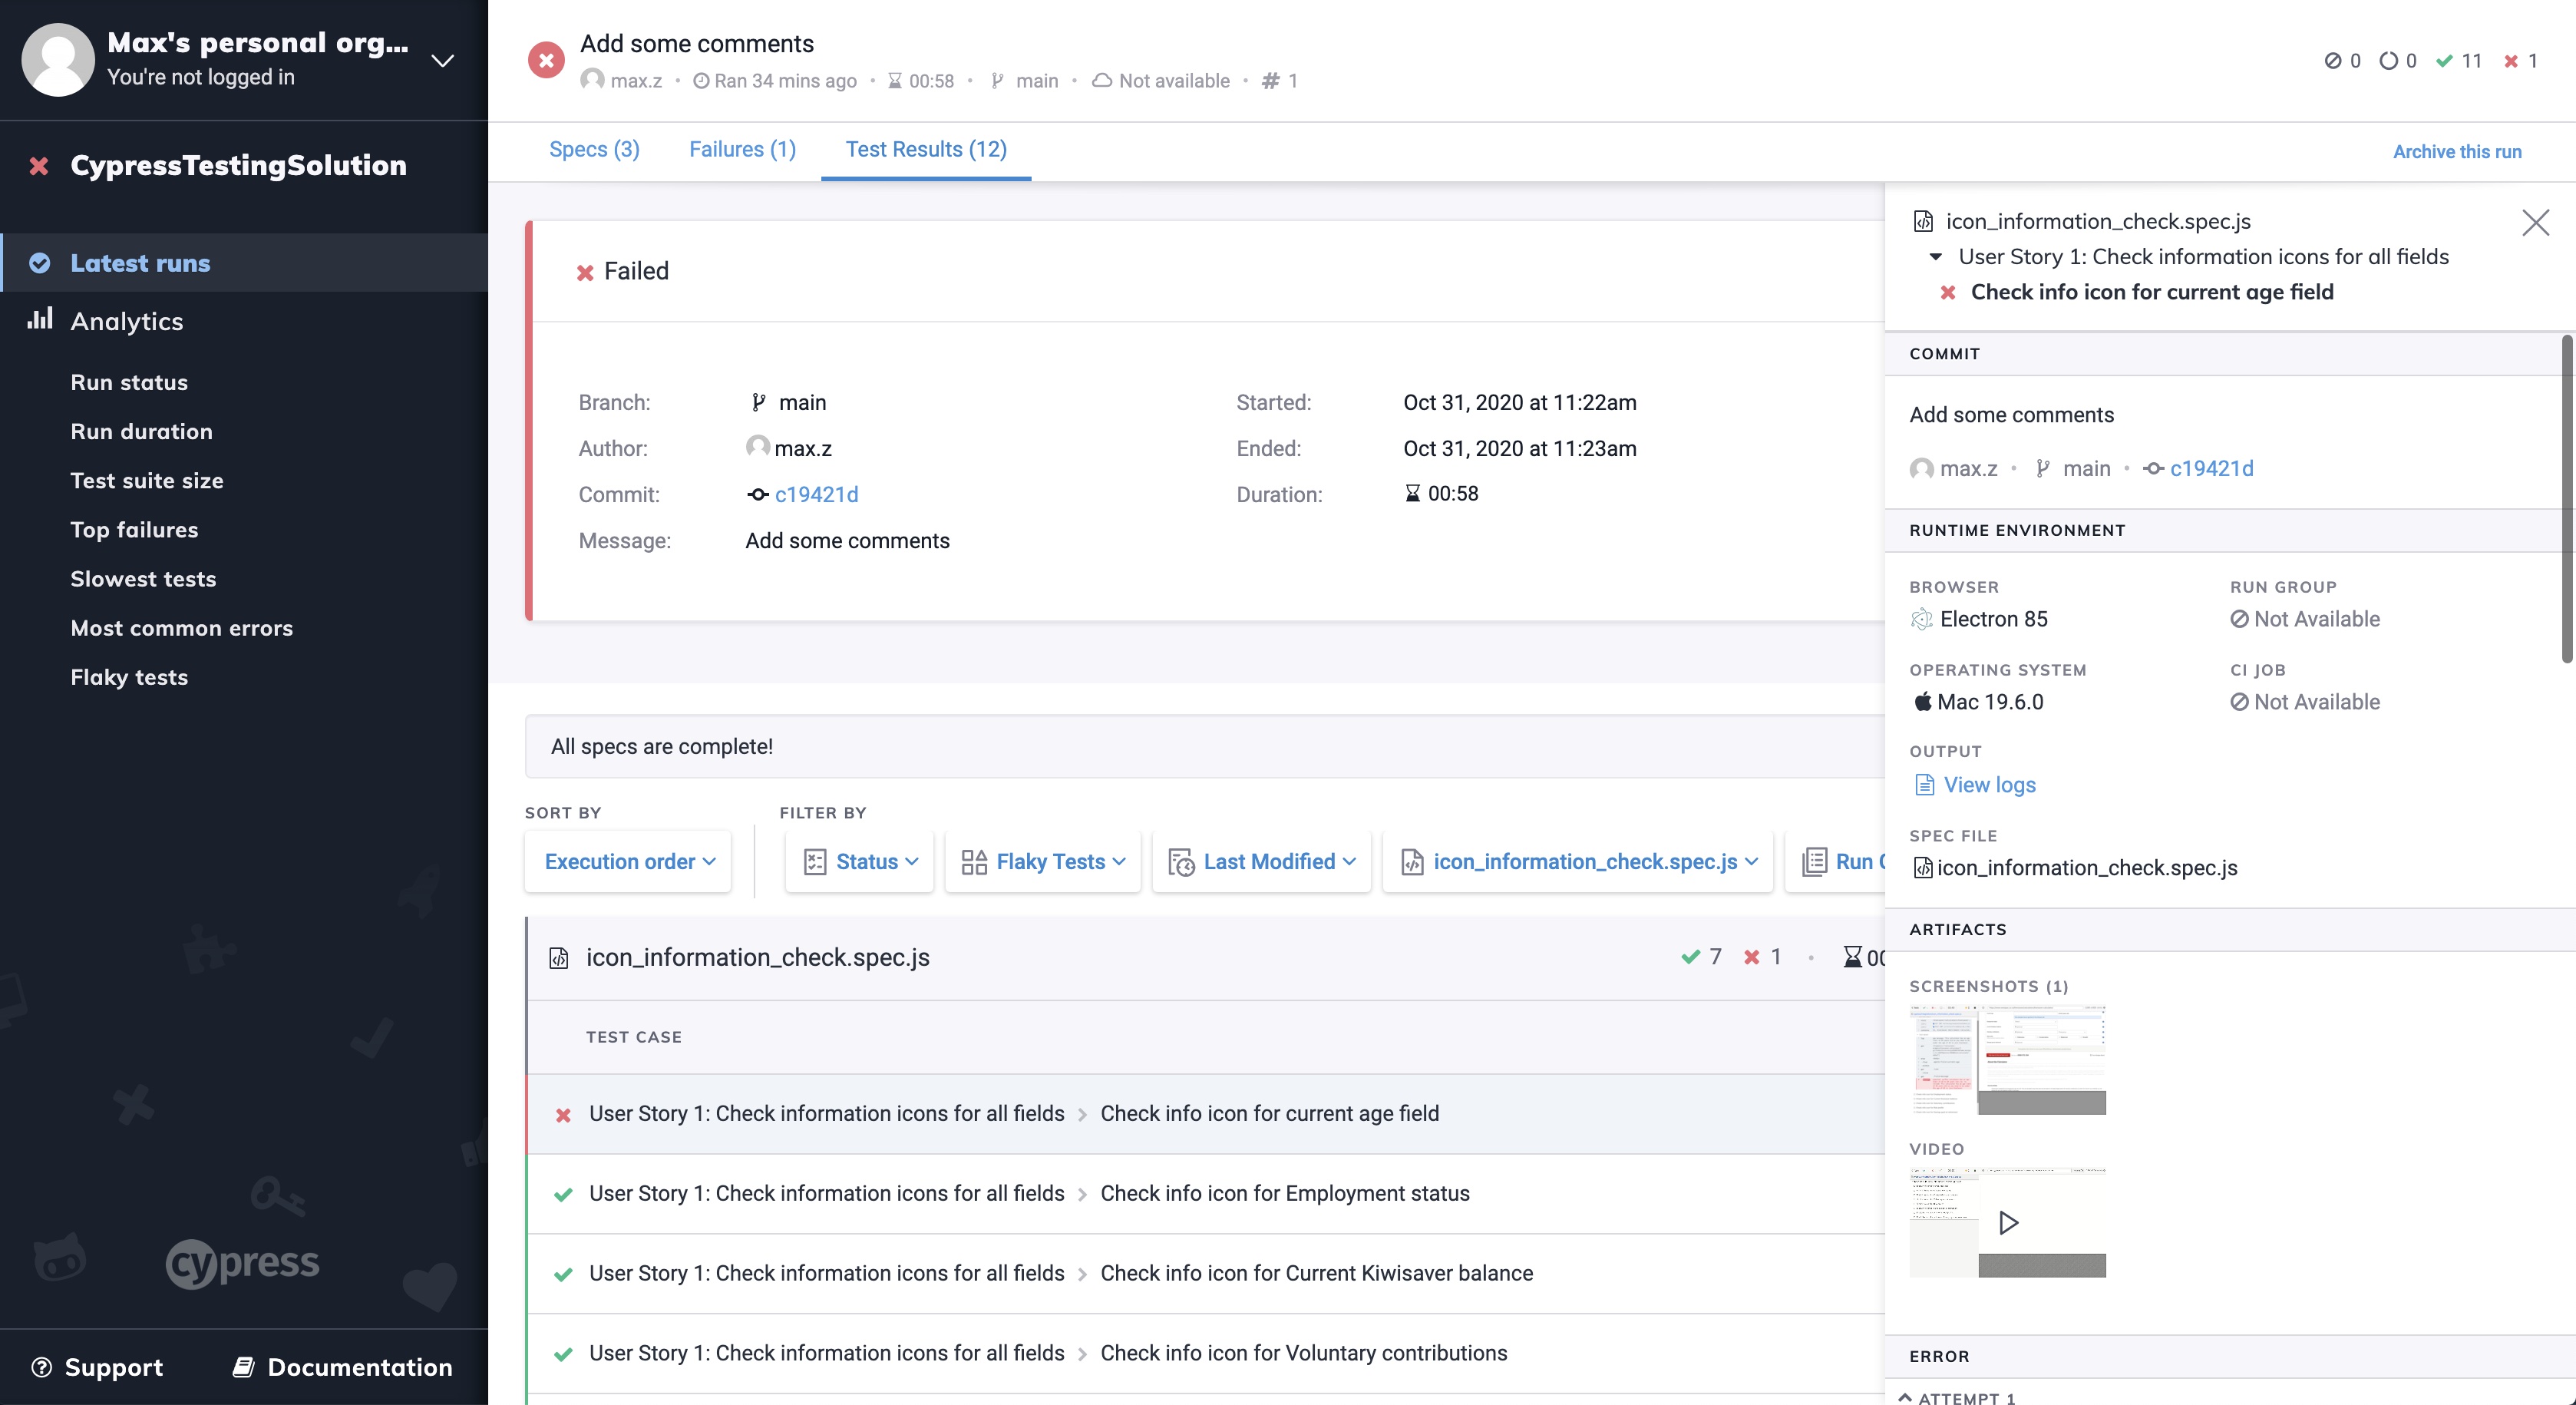 Max's personal org...
You're not logged in
CypressTestingSolution
Latest runs
Analytics
Run status
Run duration
Test suite size
Top failures
Slowest tests
Most common errors
Flaky tests
cypress
Support
Documentation
Add some comments
max.z • Ran 34 mins ago • 00:58 • main • Not available • # 1
0 0 11 1
Specs (3)
Failures (1)
Test Results (12)
Archive this run
Failed
Branch: main
Author: max.z
Commit: c19421d
Message: Add some comments
Started: Oct 31, 2020 at 11:22am
Ended: Oct 31, 2020 at 11:23am
Duration: 00:58
All specs are complete!
SORT BY
FILTER BY
Execution order
Status
Flaky Tests
Last Modified
icon_information_check.spec.js
Run
icon_information_check.spec.js
7 1 •
TEST CASE
User Story 1: Check information icons for all fields > Check info icon for current age field
User Story 1: Check information icons for all fields > Check info icon for Employment status
User Story 1: Check information icons for all fields > Check info icon for Current Kiwisaver balance
User Story 1: Check information icons for all fields > Check info icon for Voluntary contributions
icon_information_check.spec.js
User Story 1: Check information icons for all fields
Check info icon for current age field
COMMIT
Add some comments
max.z • main • c19421d
RUNTIME ENVIRONMENT
BROWSER
Electron 85
RUN GROUP
Not Available
OPERATING SYSTEM
Mac 19.6.0
CI JOB
Not Available
OUTPUT
View logs
SPEC FILE
icon_information_check.spec.js
ARTIFACTS
SCREENSHOTS (1)
VIDEO
ERROR
ATTEMPT 1